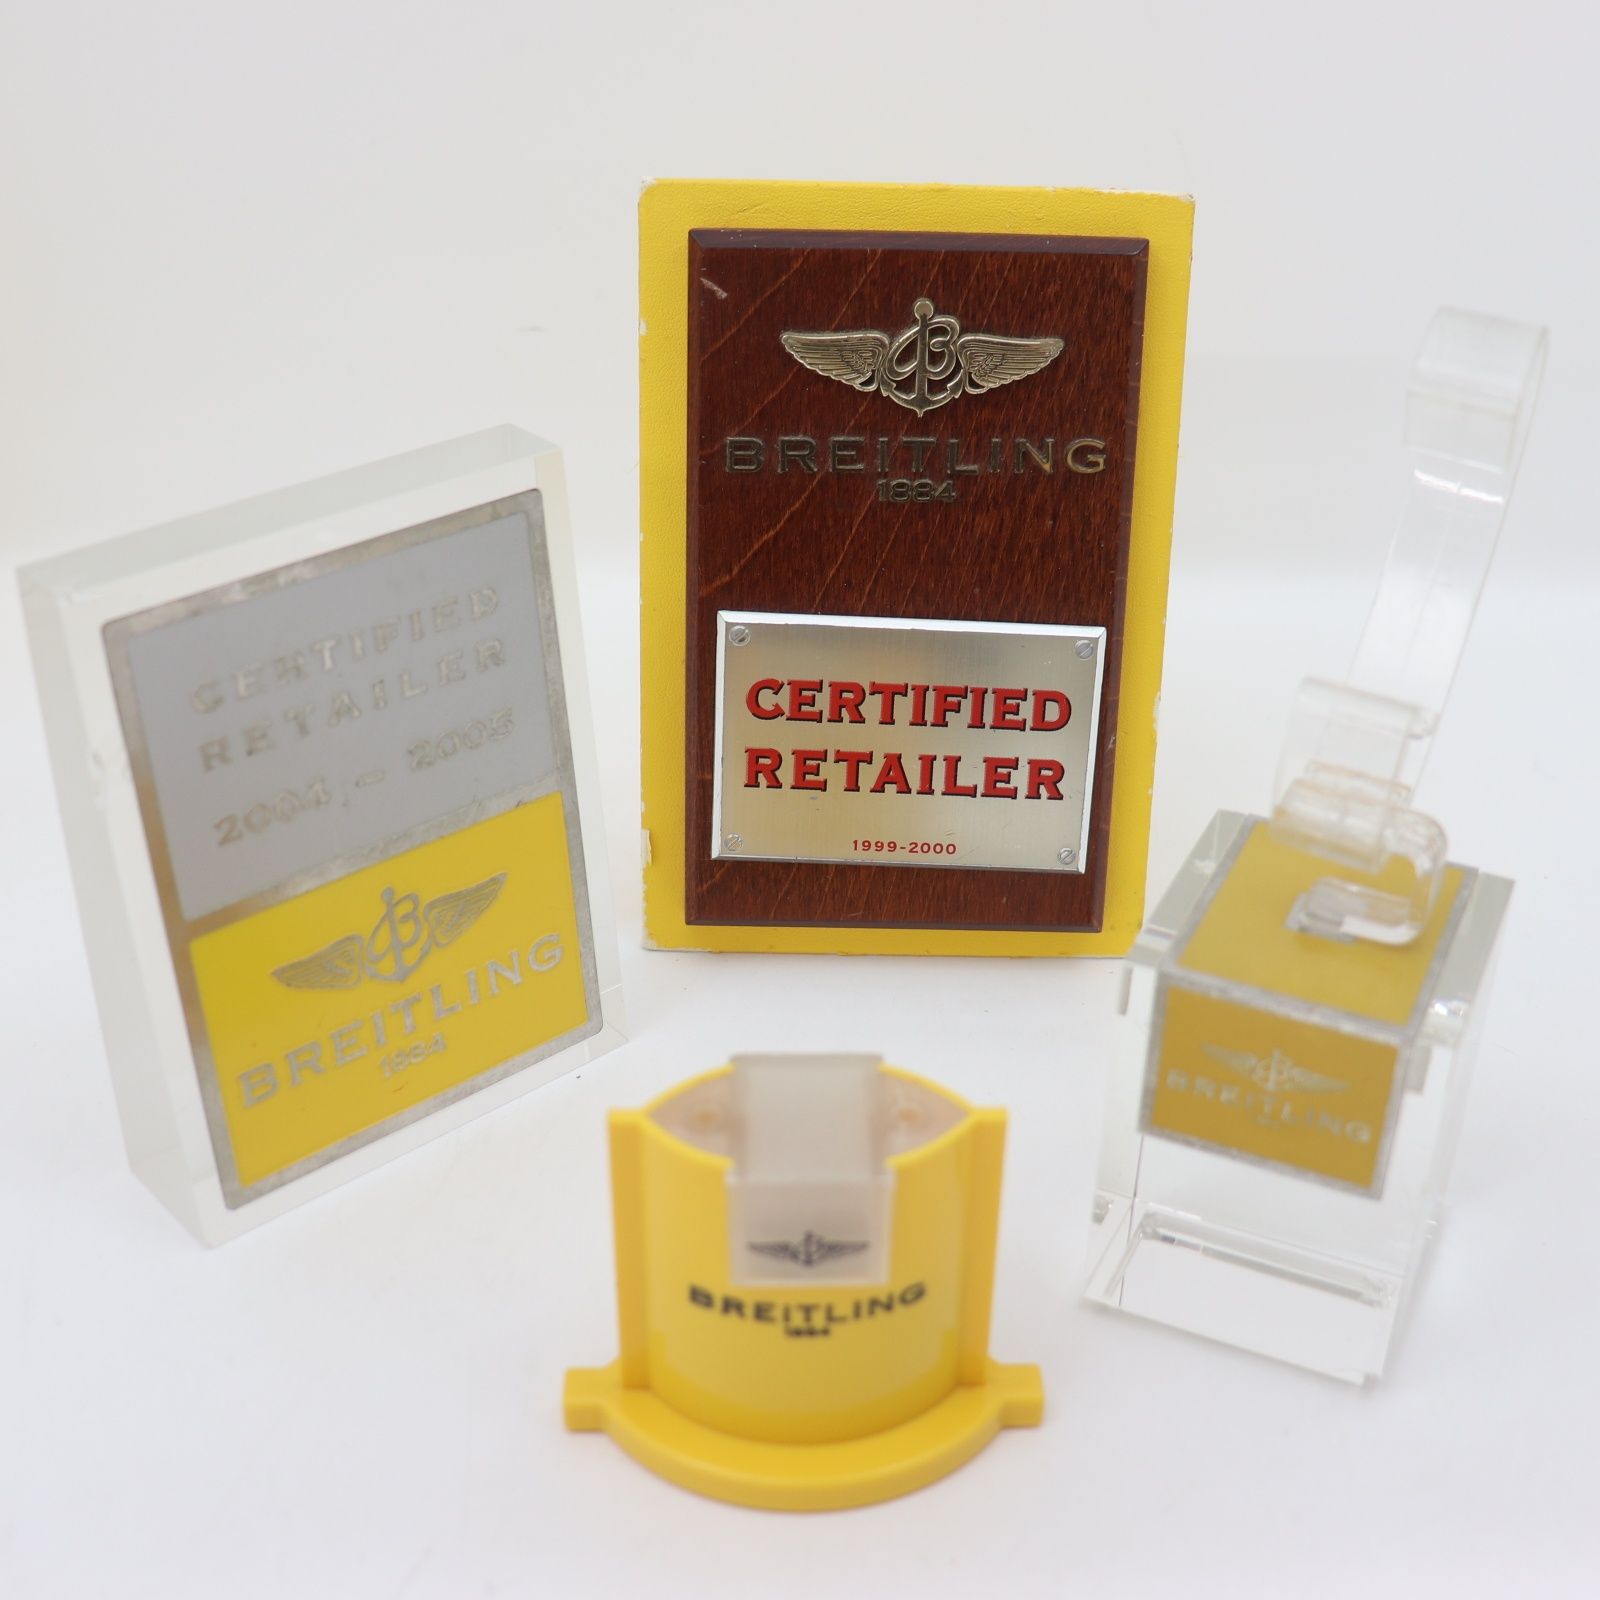 CERTIFIED
RETAILER
2004 - 2005
BREITLING
1884
BREITLING
1884
CERTIFIED
RETAILER
1999-2000
BREITLING
1884
BREITLING